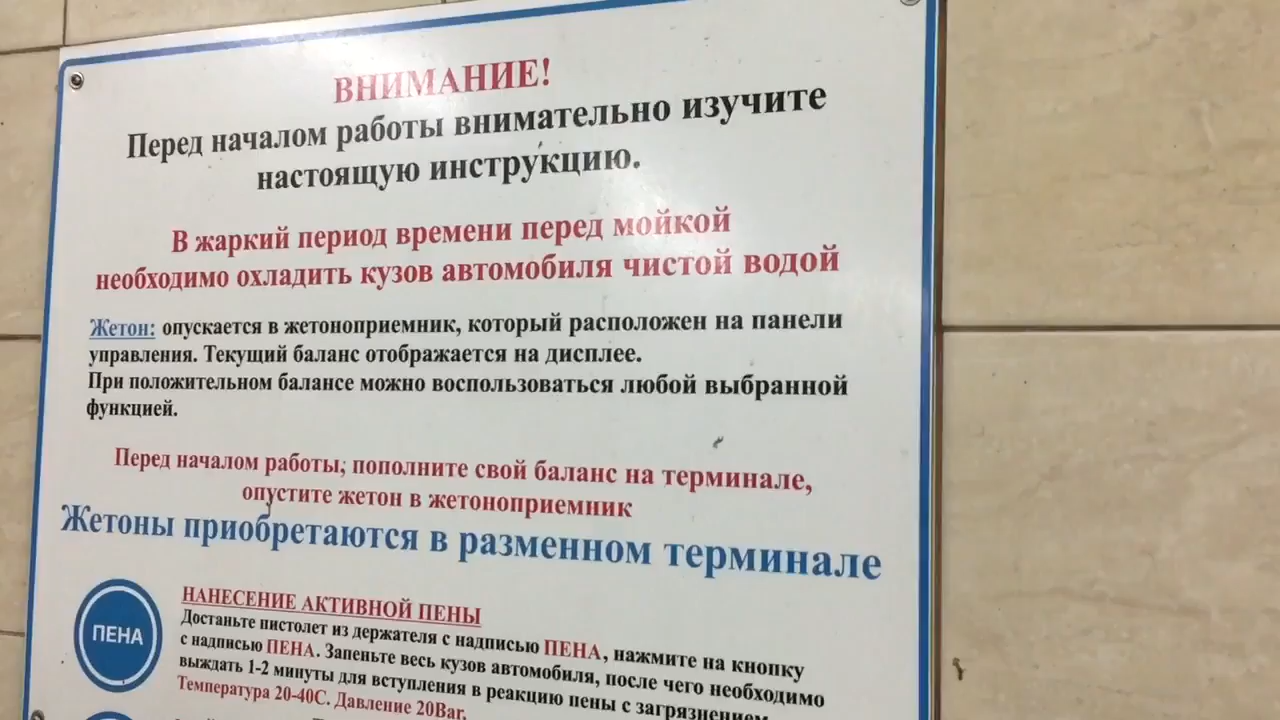 ВНИМАНИЕ!
Перед началом работы внимательно изучите
настоящую инструкцию.
В жаркий период времени перед мойкой
необходимо охладить кузов автомобиля чистой водой
Жетон: опускается в жетоноприемник, который расположен на панели
управления. Текущий баланс отображается на дисплее.
При положительном балансе можно воспользоваться любой выбранной
функцией.
Перед началом работы, пополните свой баланс на терминале,
опустите жетон в жетоноприемник
Жетоны приобретаются в разменном терминале
ПЕНА
НАНЕСЕНИЕ АКТИВНОЙ ПЕНЫ
Достаньте пистолет из держателя с надписью ПЕНА, нажмите на кнопку
с надписью ПЕНА. Запеньте весь кузов автомобиля, после чего необходимо
выждать 1-2 минуты для вступления в реакцию пены с загрязнением
Температура 20-40С. Давление 20Bar.